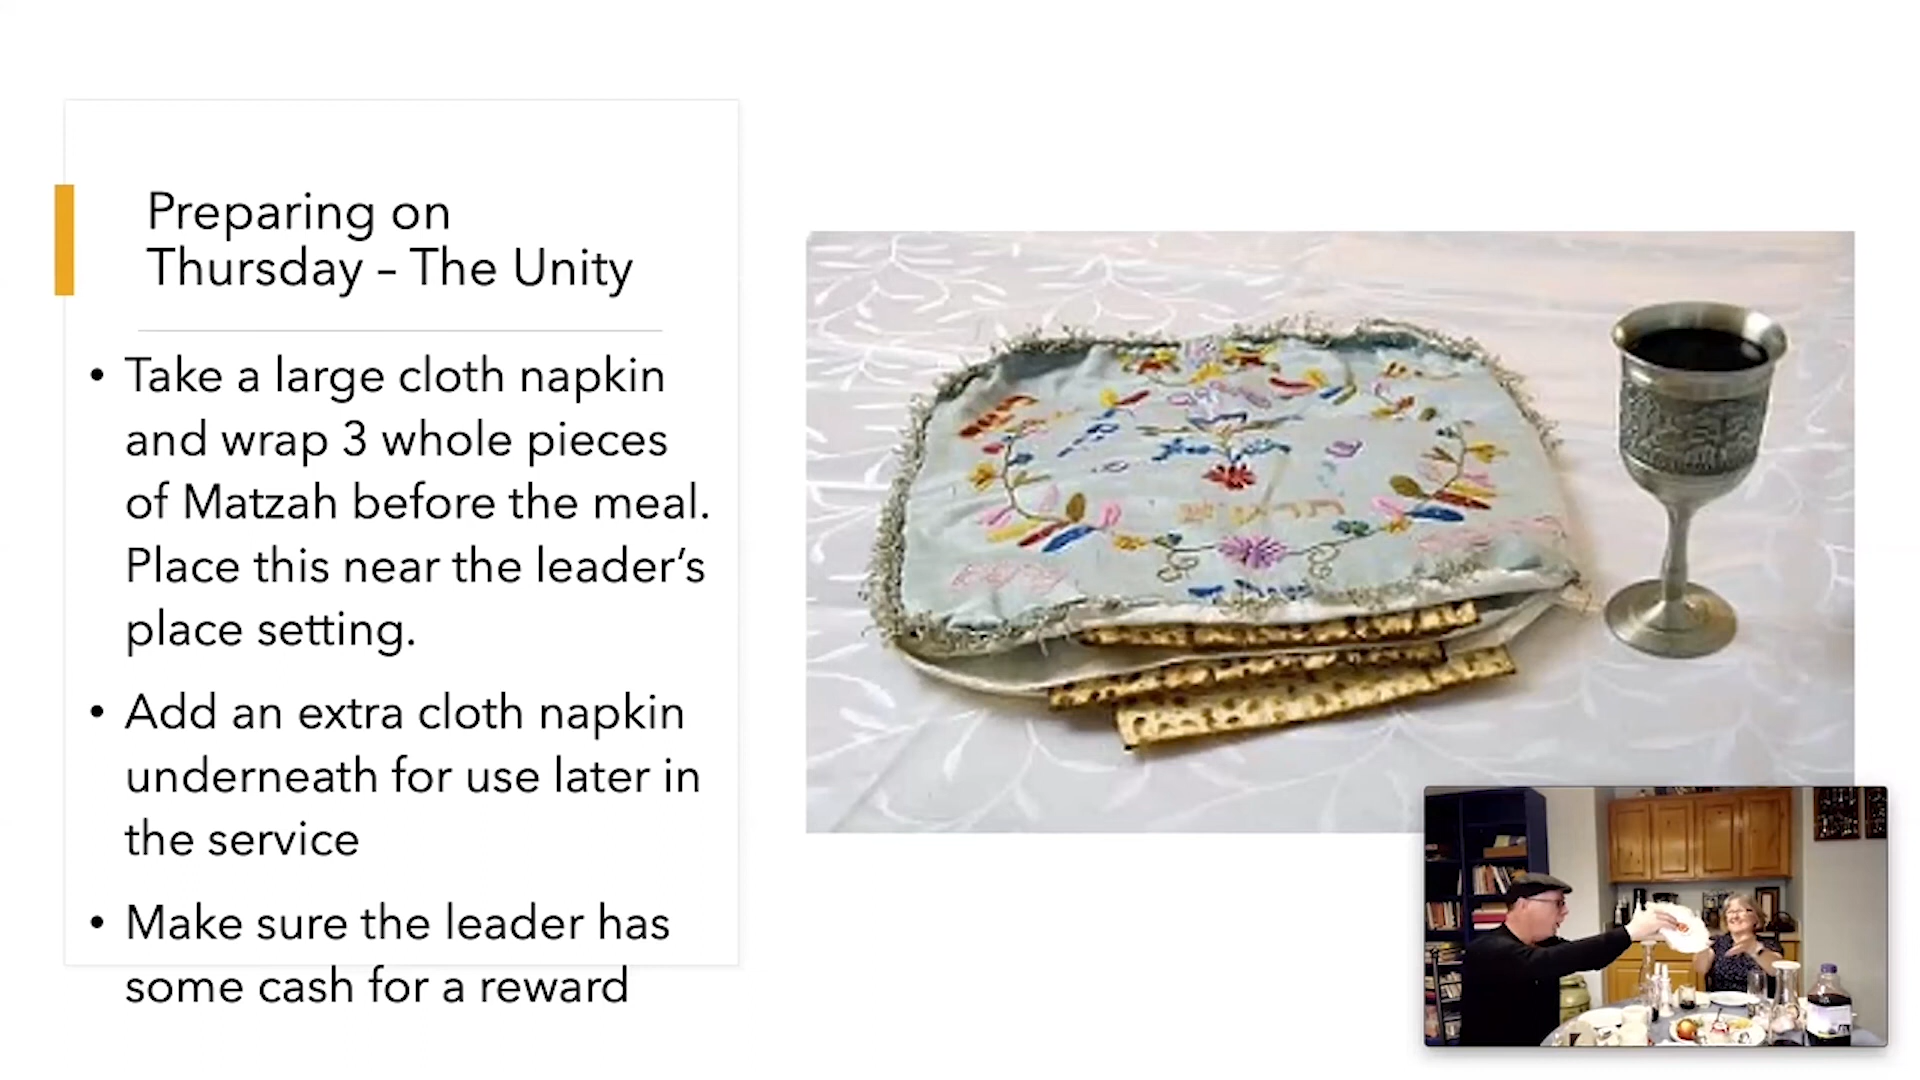 Preparing on
Thursday – The Unity
• Take a large cloth napkin
and wrap 3 whole pieces
of Matzah before the meal.
Place this near the leader’s
place setting.
• Add an extra cloth napkin
underneath for use later in
the service
• Make sure the leader has
some cash for a reward